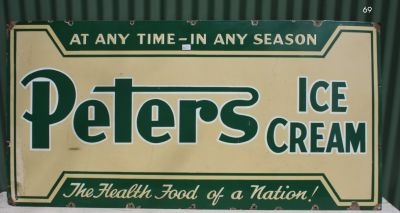 69
AT ANY TIME - IN ANY SEASON
Peters ICE CREAM
The Health Food of a Nation!